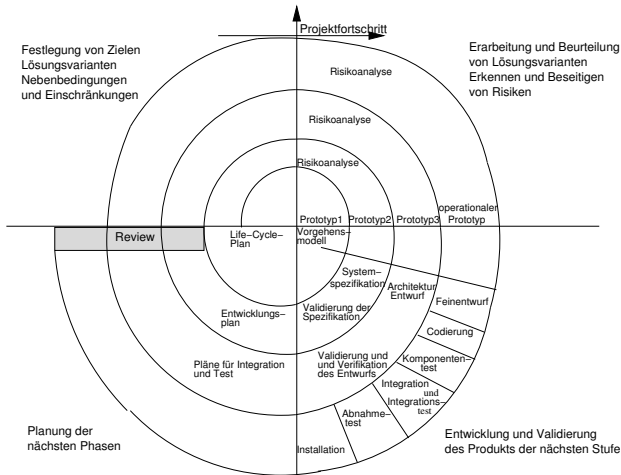 Projektfortschritt
Festlegung von Zielen
Lösungsvarianten
Nebenbedingungen
und Einschränkungen
Erarbeitung und Beurteilung
von Lösungsvarianten
Erkennen und Beseitigen
von Risiken
Risikoanalyse
Risikoanalyse
Risikoanalyse
Prototyp1
Prototyp2
Prototyp3
operationaler
Prototyp
Review
Life-Cycle-
Plan
Vorgehens-
modell
System-
spezifikation
Architektur
Entwurf
Feinentwurf
Entwicklungs-
plan
Validierung der
Spezifikation
Codierung
Pläne für Integration
und Test
Validierung und
und Verifikation
des Entwurfs
Komponenten-
test
Integration
und
Integrations-
test
Abnahme-
test
Installation
Planung der
nächsten Phasen
Entwicklung und Validierung
des Produkts der nächsten Stufe